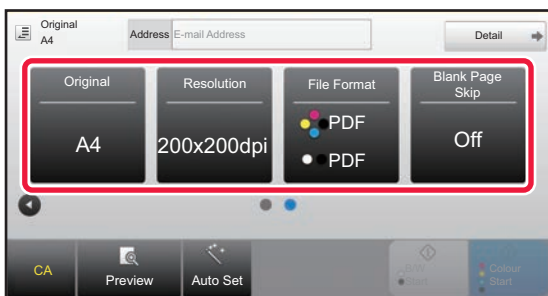 Original
A4
Address E-mail Address
Detail
Original
A4
Resolution
200x200dpi
File Format
PDF
PDF
Blank Page
Skip
Off
CA
Preview
Auto Set
B/W
Start
Colour
Start